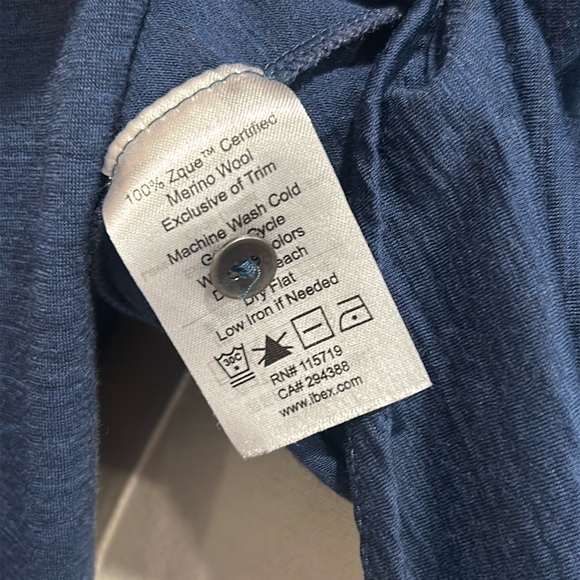 100% Zque™ Certified
Merino Wool
Exclusive of Trim
Machine Wash Cold
Cycle
Low Iron if Needed
Dry Flat
30C
RN# 115719
CA# 294388
www.ibex.com